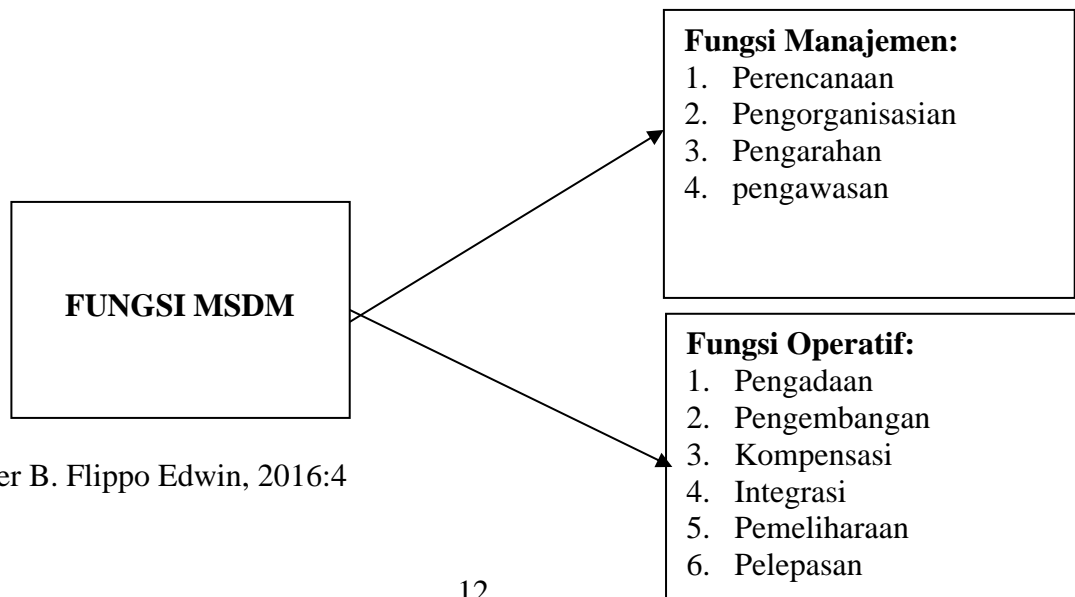 Fungsi Manajemen:
1. Perencanaan
2. Pengorganisasian
3. Pengarahan
4. pengawasan
FUNGSI MSDM
Fungsi Operatif:
1. Pengadaan
2. Pengembangan
3. Kompensasi
4. Integrasi
5. Pemeliharaan
6. Pelepasan
B. Flippo Edwin, 2016:4
12